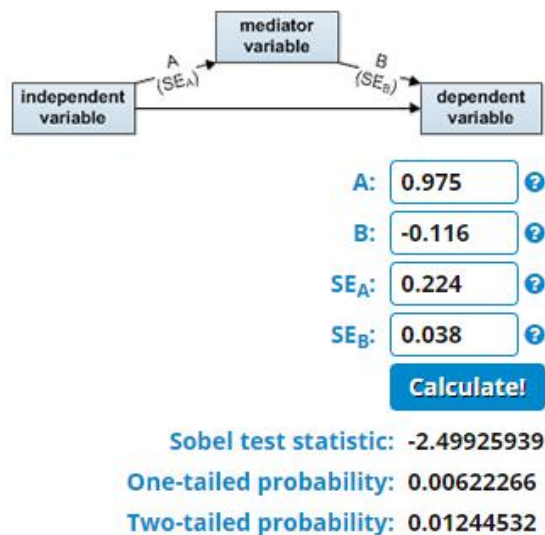 mediator
variable
A
(SEA)
B
(SEB)
independent
variable
dependent
variable
A: 0.975 ?
B: -0.116 ?
SEA: 0.224 ?
SEB: 0.038 ?
Calculate!
Sobel test statistic: -2.49925939
One-tailed probability: 0.00622266
Two-tailed probability: 0.01244532